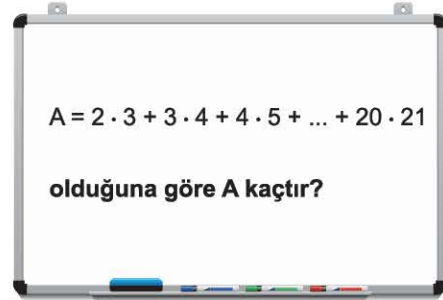 A = 2 · 3 + 3 · 4 + 4 · 5 + ... + 20 · 21
olduğuna göre A kaçtır?